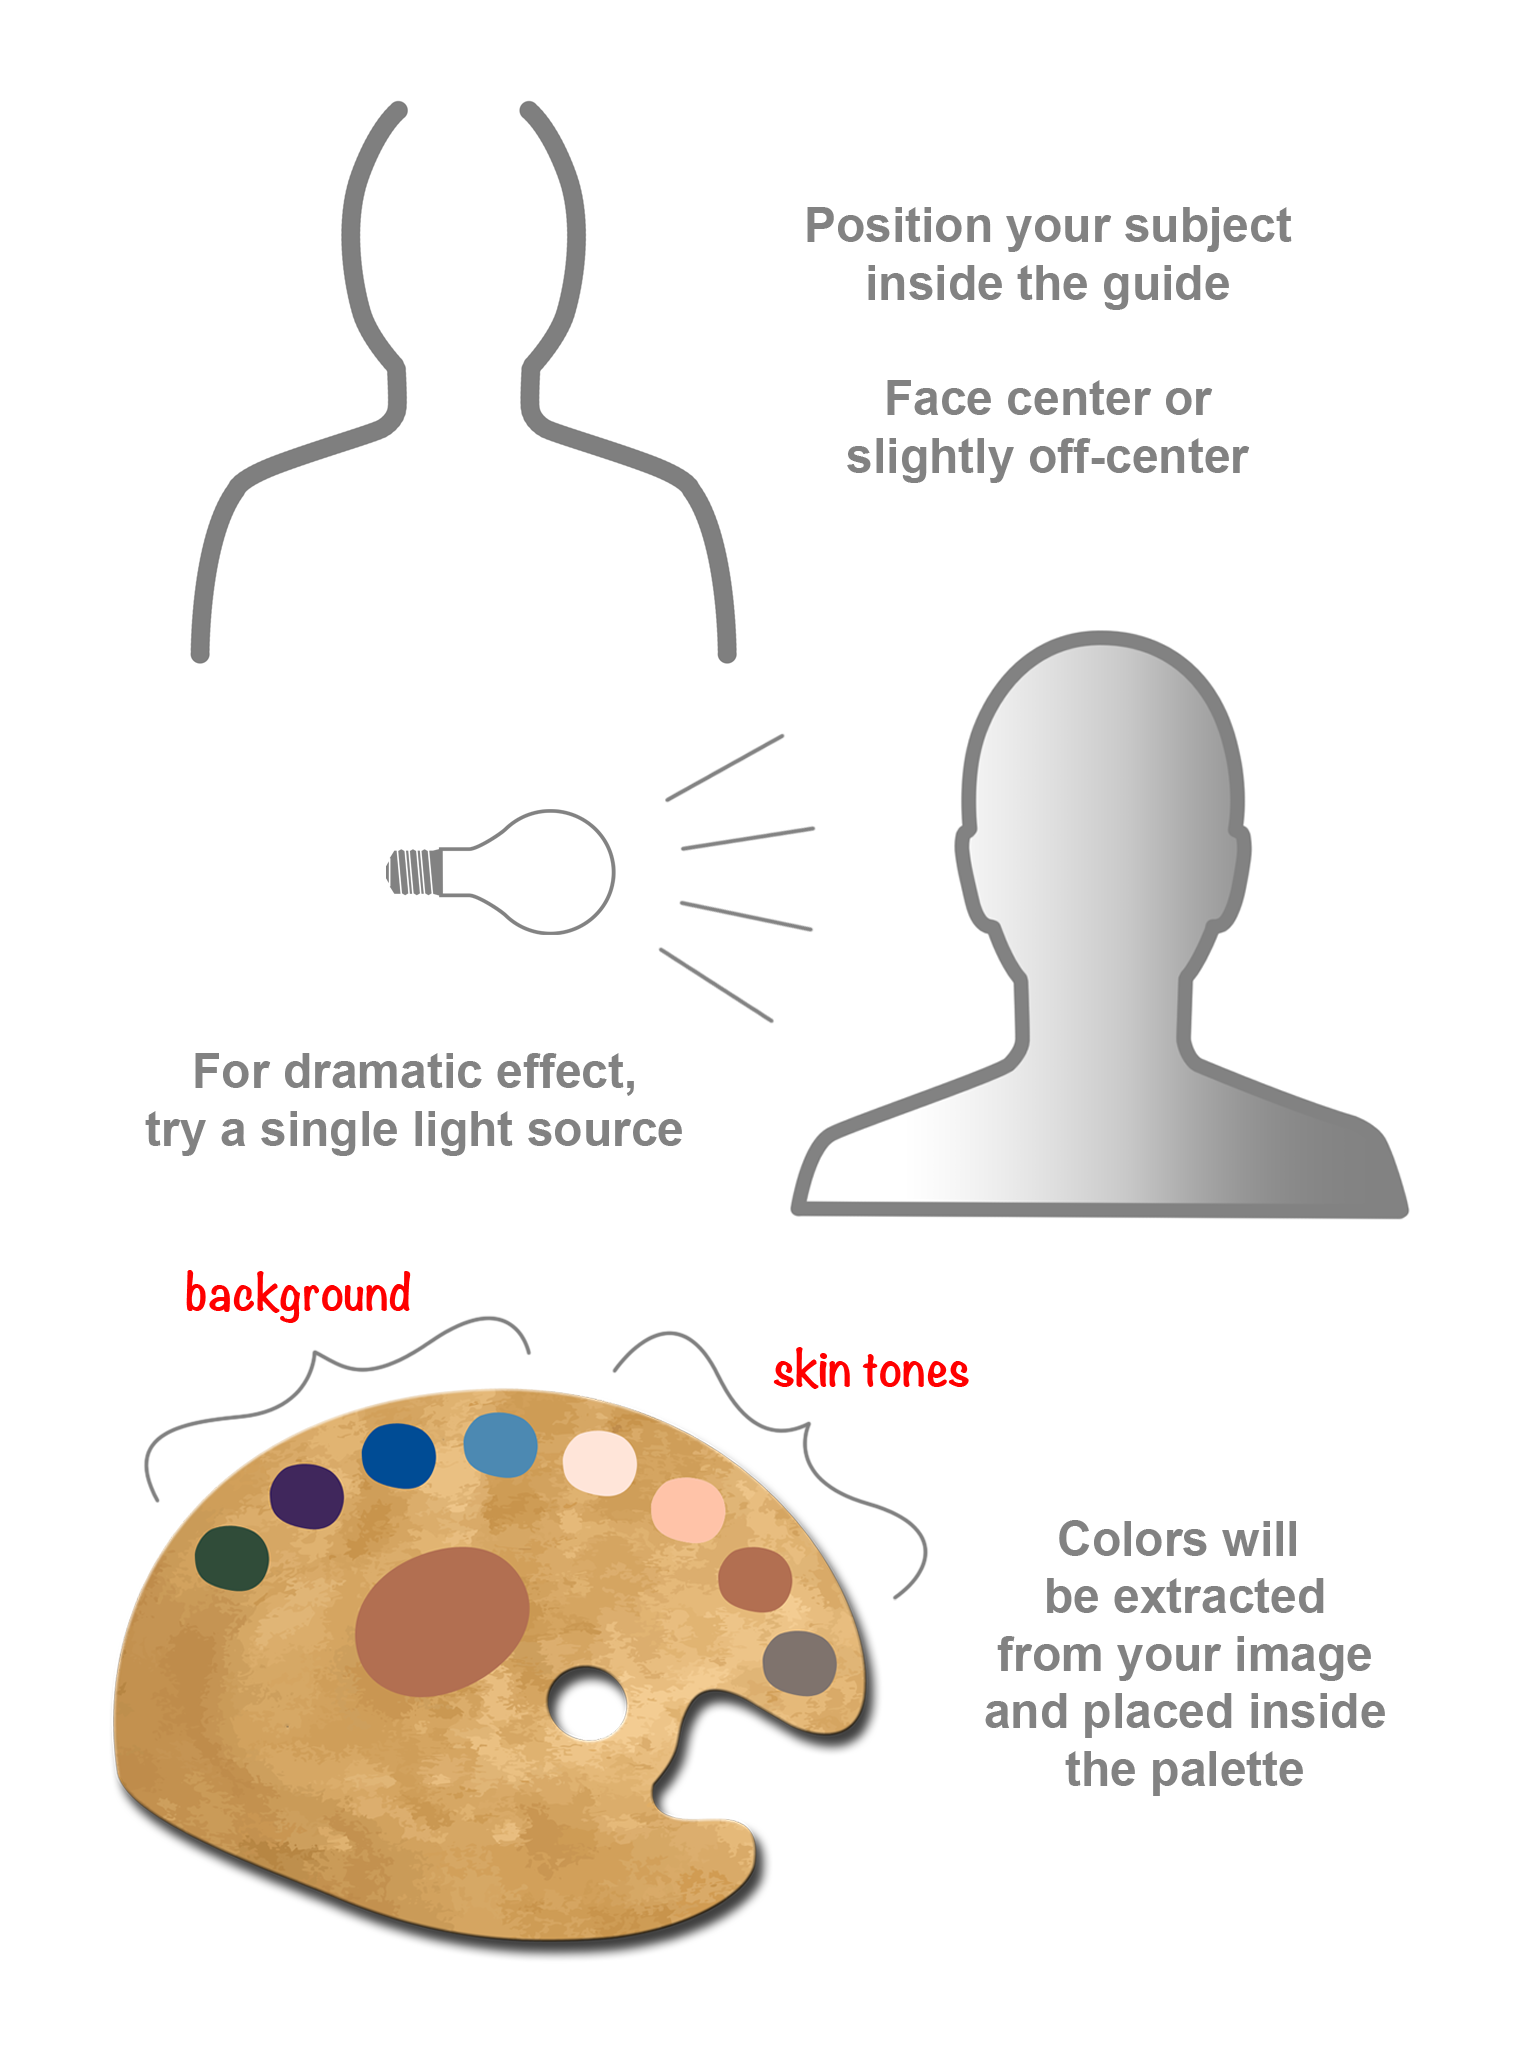 Position your subject
inside the guide
Face center or
slightly off-center
For dramatic effect,
try a single light source
background
skin tones
Colors will
be extracted
from your image
and placed inside
the palette